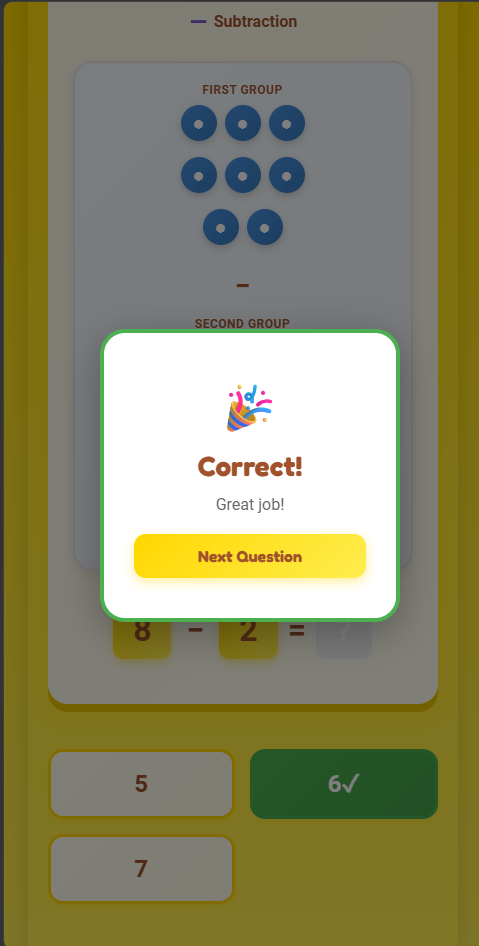 — Subtraction
FIRST GROUP
−
SECOND GROUP
Correct!
Great job!
Next Question
8 − 2 = ?
5
6✓
7